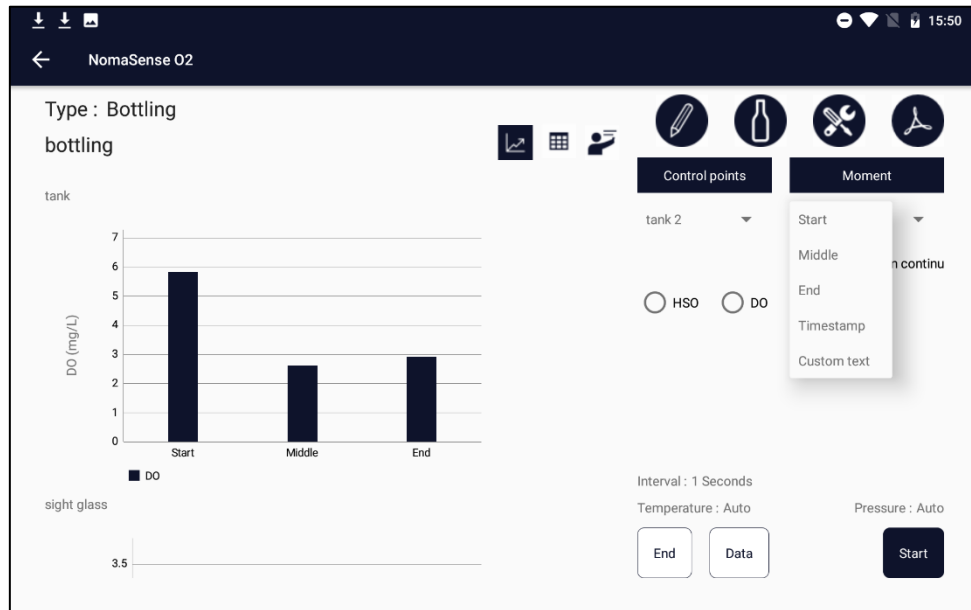 15:50
NomaSense O2
Type : Bottling
bottling
tank
7
6
5
4
3
2
1
0
DO (mg/L)
Start
Middle
End
DO
sight glass
3.5
Control points
Moment
tank 2
Start
Middle
End
Timestamp
Custom text
continu
HSO
DO
Interval : 1 Seconds
Temperature : Auto
Pressure : Auto
End
Data
Start